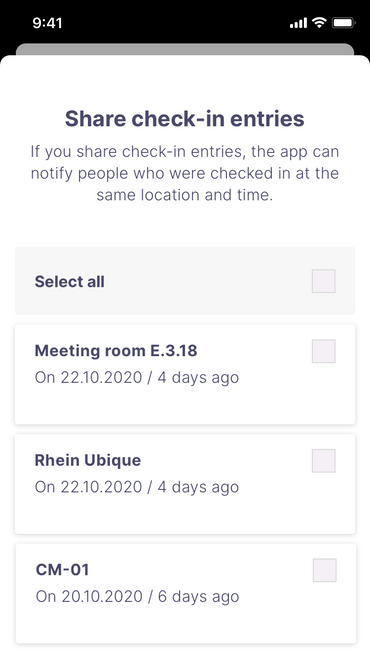 9:41
Share check-in entries
If you share check-in entries, the app can
notify people who were checked in at the
same location and time.
Select all
Meeting room E.3.18
On 22.10.2020 / 4 days ago
Rhein Ubique
On 22.10.2020 / 4 days ago
CM-01
On 20.10.2020 / 6 days ago